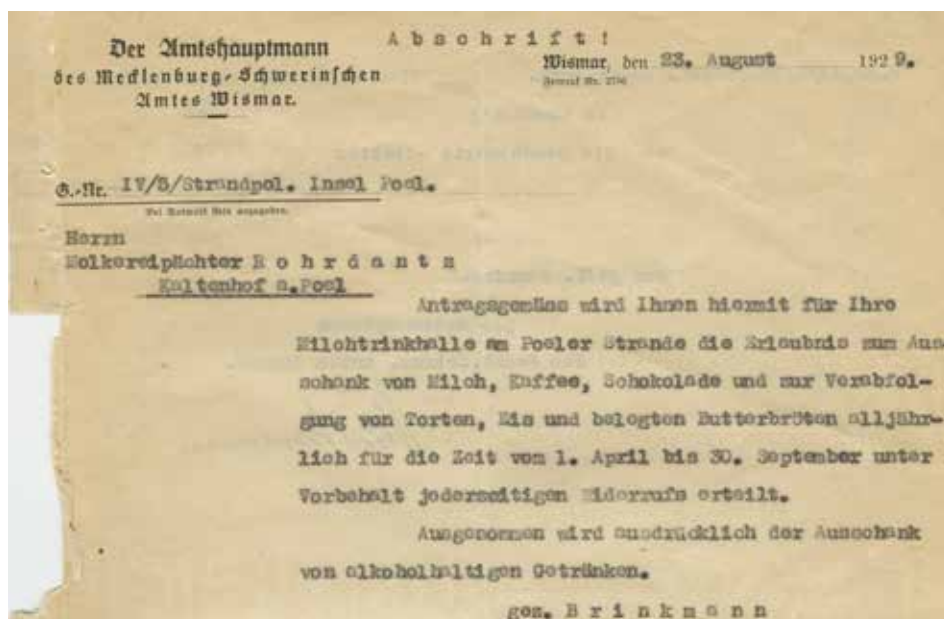 Abschrift!
Der Amtshauptmann
des Mecklenburg-Schwerinschen
Amtes Wismar.
Wismar, den 23. August 1929.
G.-Nr. IV/5/Strandpol. Insel Poel.
Herrn
Molkereipächter Rohrdantz
Kaltenhof a.Poel
Antragsgemäss wird Ihnen hiermit für Ihre
Milchtrinkhalle am Poeler Strande die Erlaubnis zum Aus
schank von Milch, Kaffee, Schokolade und zur Verabfol-
gung von Torten, Eis und belegten Butterbröten alljähr-
lich für die Zeit vom 1. April bis 30. September unter
Vorbehalt jederzeitigen Widerrufs erteilt.
Ausgenommen wird ausdrücklich der Ausschank
von alkoholhaltigen Getränken.
gez. Brinkmann